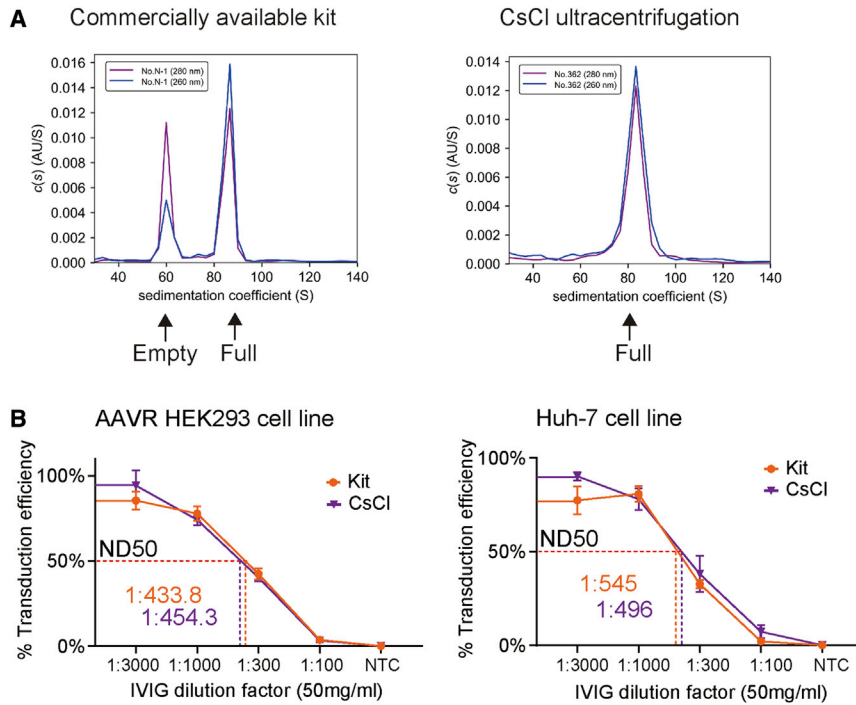 A
Commercially available kit
CsCl ultracentrifugation
No.N-1 (280 nm)
No.N-1 (260 nm)
c(s) (AU/S)
0.016
0.014
0.012
0.010
0.008
0.006
0.004
0.002
0.000
40 60 80 100 120 140
sedimentation coefficient (S)
Empty Full
No.362 (280 nm)
No.362 (260 nm)
c(s) (AU/S)
0.014
0.012
0.010
0.008
0.006
0.004
0.002
0.000
40 60 80 100 120 140
sedimentation coefficient (S)
Full
B
AAVR HEK293 cell line
% Transduction efficiency
100%
50%
0%
Kit
CsCl
ND50
1:433.8
1:454.3
1:3000 1:1000 1:300 1:100 NTC
IVIG dilution factor (50mg/ml)
Huh-7 cell line
% Transduction efficiency
100%
50%
0%
Kit
CsCl
ND50
1:545
1:496
1:3000 1:1000 1:300 1:100 NTC
IVIG dilution factor (50mg/ml)